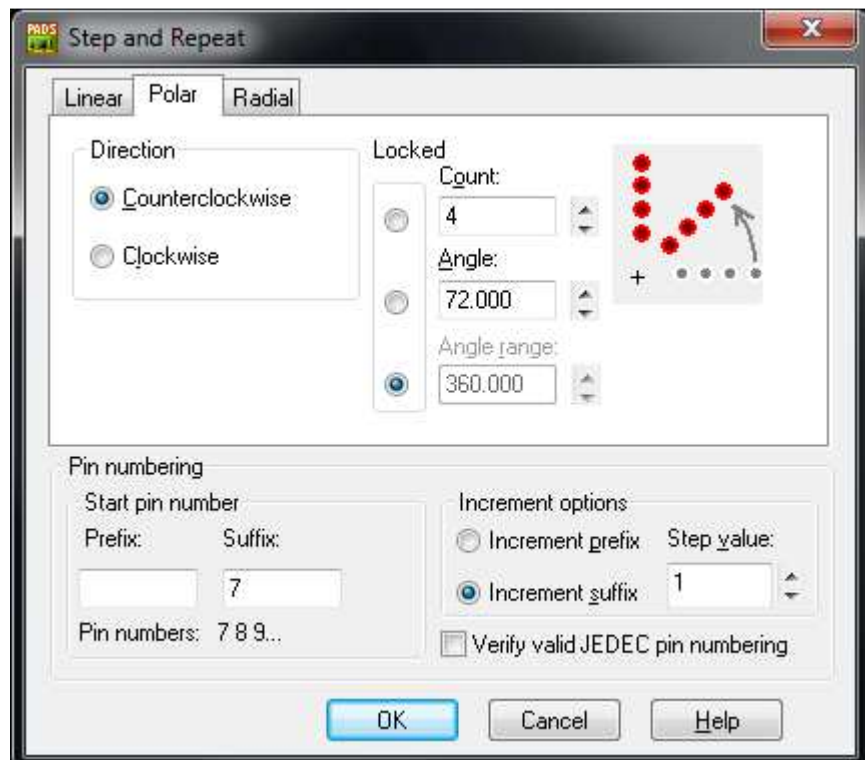 PADS
Step and Repeat
Linear Polar Radial
Direction
Counterclockwise
Clockwise
Locked
Count:
4
Angle:
72.000
Angle range:
360.000
+
Pin numbering
Start pin number
Prefix: Suffix:
7
Pin numbers: 7 8 9...
Increment options
Increment prefix Step value:
Increment suffix 1
Verify valid JEDEC pin numbering
OK Cancel Help